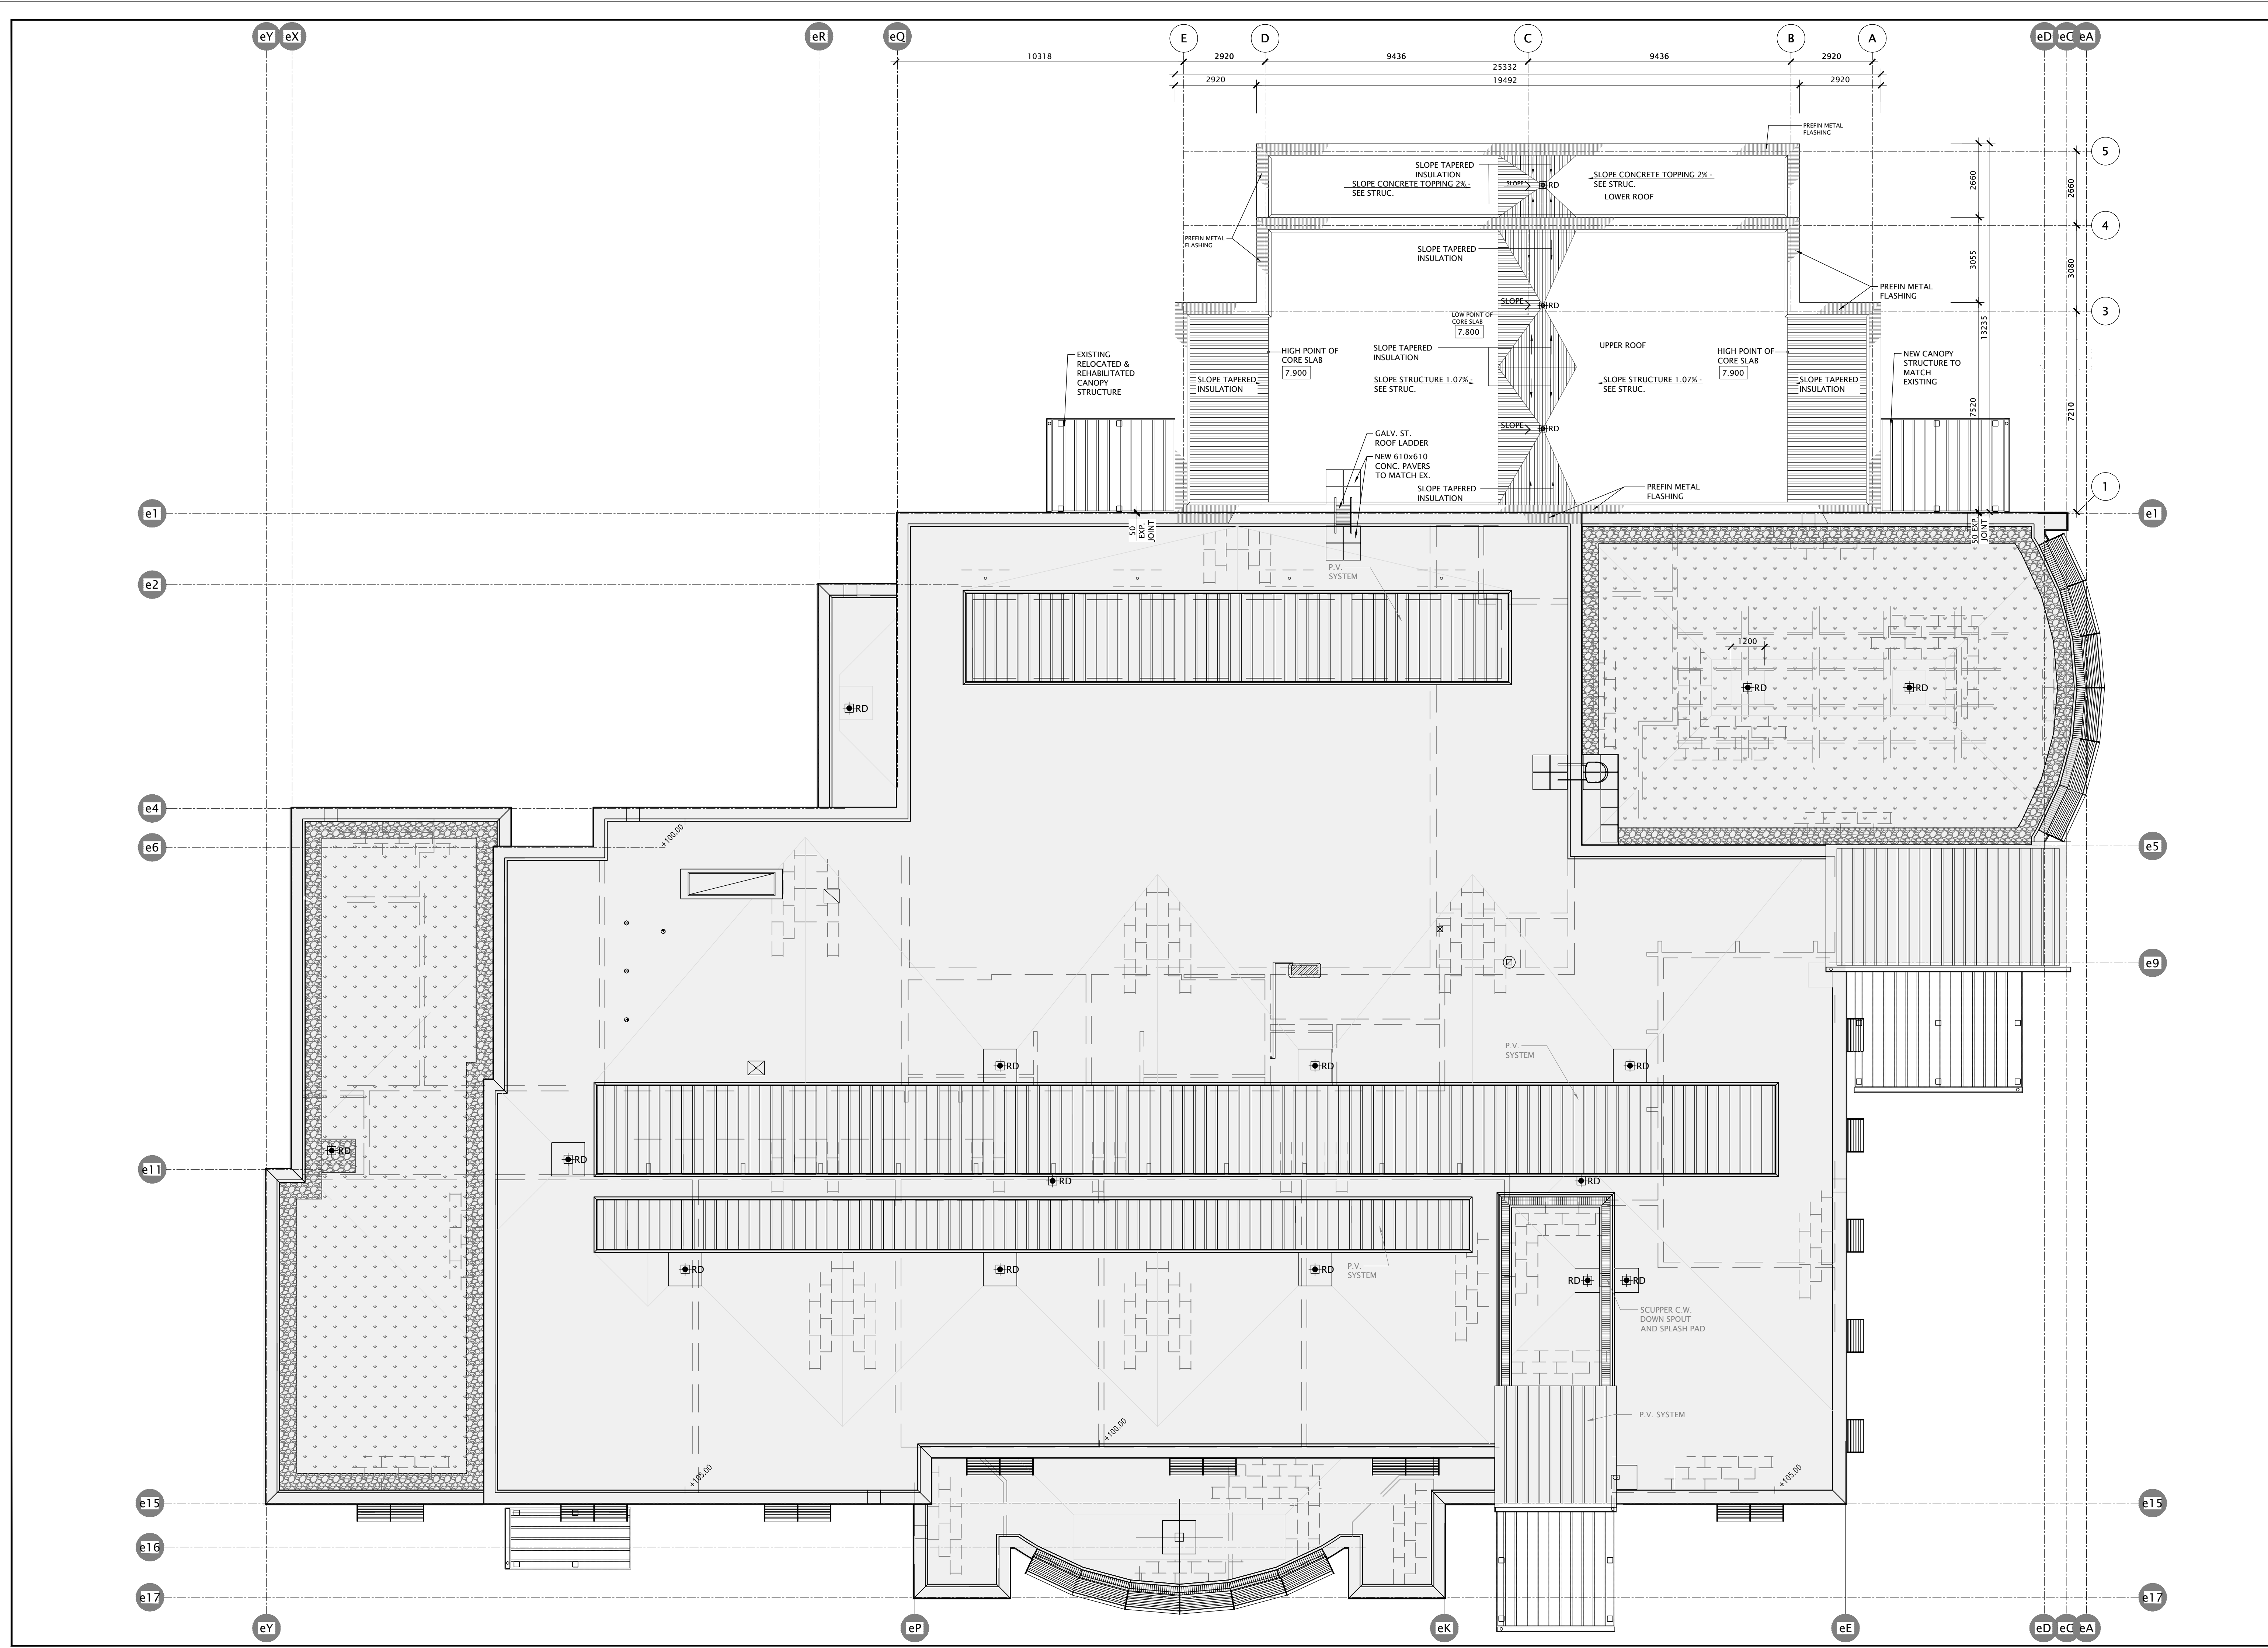 eY
eX
eR
eQ
E
D
C
B
A
eD
eC
eA
10318
2920
9436
9436
2920
25332
2920
19492
2920
PREFIN METAL
FLASHING
5
SLOPE TAPERED
INSULATION
SLOPE CONCRETE TOPPING 2% -
SEE STRUC.
SLOPE
RD
SLOPE CONCRETE TOPPING 2% -
SEE STRUC.
LOWER ROOF
2660
2660
4
PREFIN METAL
FLASHING
SLOPE TAPERED
INSULATION
3055
3080
13235
PREFIN METAL
FLASHING
SLOPE
RD
3
LOW POINT OF
CORE SLAB
7.800
EXISTING
RELOCATED &
REHABILITATED
CANOPY
STRUCTURE
HIGH POINT OF
CORE SLAB
7.900
SLOPE TAPERED
INSULATION
UPPER ROOF
HIGH POINT OF
CORE SLAB
7.900
NEW CANOPY
STRUCTURE TO
MATCH
EXISTING
SLOPE TAPERED
INSULATION
SLOPE STRUCTURE 1.07% -
SEE STRUC.
SLOPE STRUCTURE 1.07% -
SEE STRUC.
SLOPE TAPERED
INSULATION
7520
7210
SLOPE
RD
GALV. ST.
ROOF LADDER
NEW 610x610
CONC. PAVERS
TO MATCH EX.
SLOPE TAPERED
INSULATION
PREFIN METAL
FLASHING
1
e1
e1
50
EXP.
JOINT
50 EXP.
JOINT
e2
P.V.
SYSTEM
1200
RD
RD
RD
e4
+100.00
e6
e5
e9
P.V.
SYSTEM
RD
RD
RD
RD
RD
e11
RD
RD
RD
RD
RD
P.V.
SYSTEM
RD
RD
SCUPPER C.W.
DOWN SPOUT
AND SPLASH PAD
P.V. SYSTEM
+100.00
+105.00
+105.00
e15
e15
e16
e17
e17
eY
eP
eK
eE
eD
eC
eA